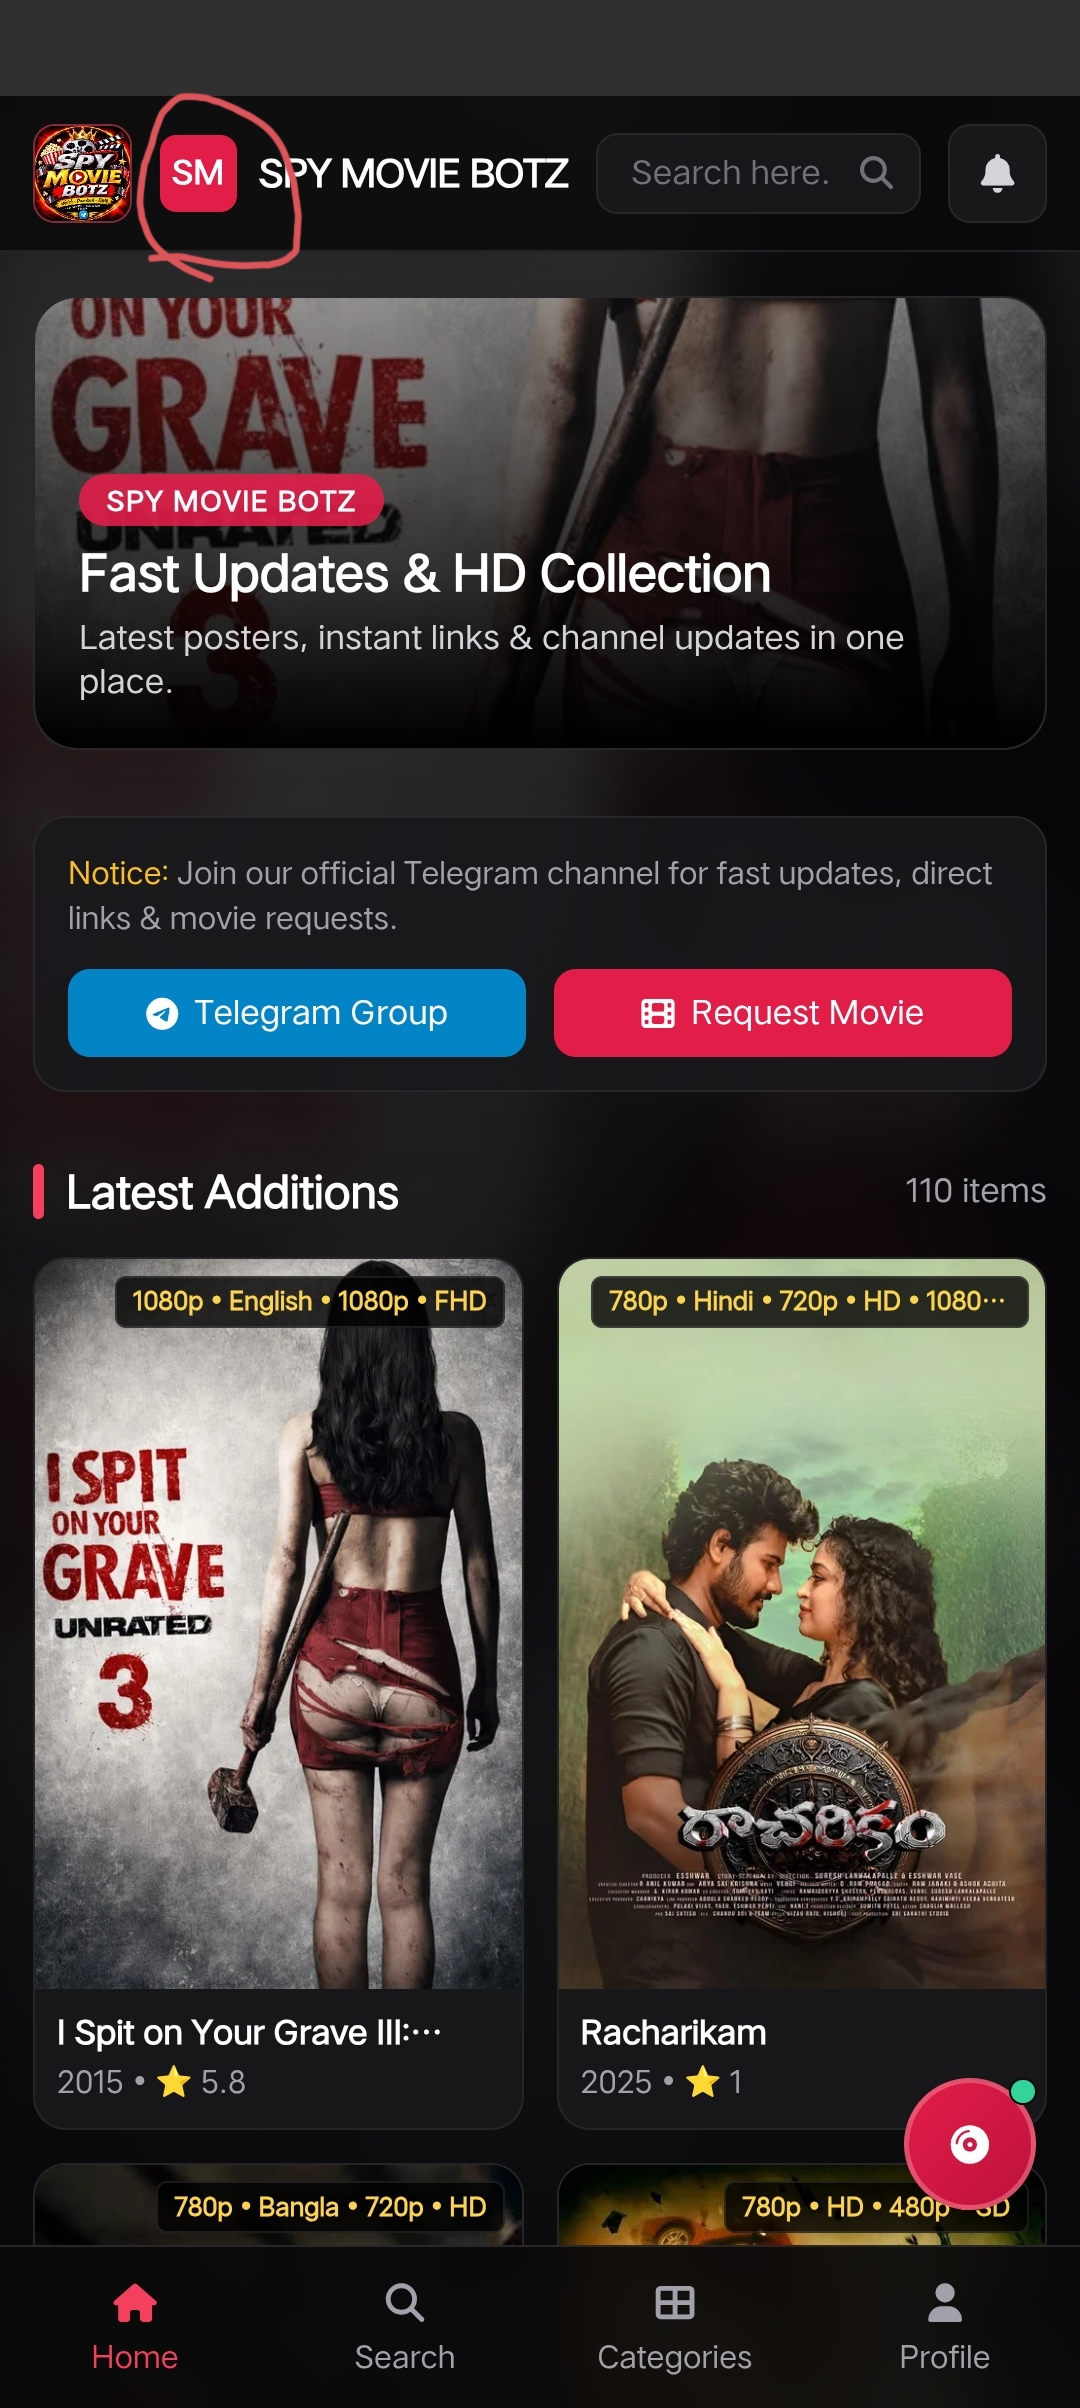 SPY
MOVIE
BOTZ
SM
SPY MOVIE BOTZ
Search here.
ON YOUR
GRAVE
SPY MOVIE BOTZ
UNRATED
3
Fast Updates & HD Collection
Latest posters, instant links & channel updates in one
place.
Notice: Join our official Telegram channel for fast updates, direct
links & movie requests.
Telegram Group
Request Movie
Latest Additions
110 items
1080p • English • 1080p • FHD
I SPIT
ON YOUR
GRAVE
UNRATED
3
I Spit on Your Grave III:···
2015 • ⭐ 5.8
780p • Hindi • 720p • HD • 1080···
రాచరికం
Racharikam
2025 • ⭐ 1
780p • Bangla • 720p • HD
780p • HD • 480p SD
Home
Search
Categories
Profile